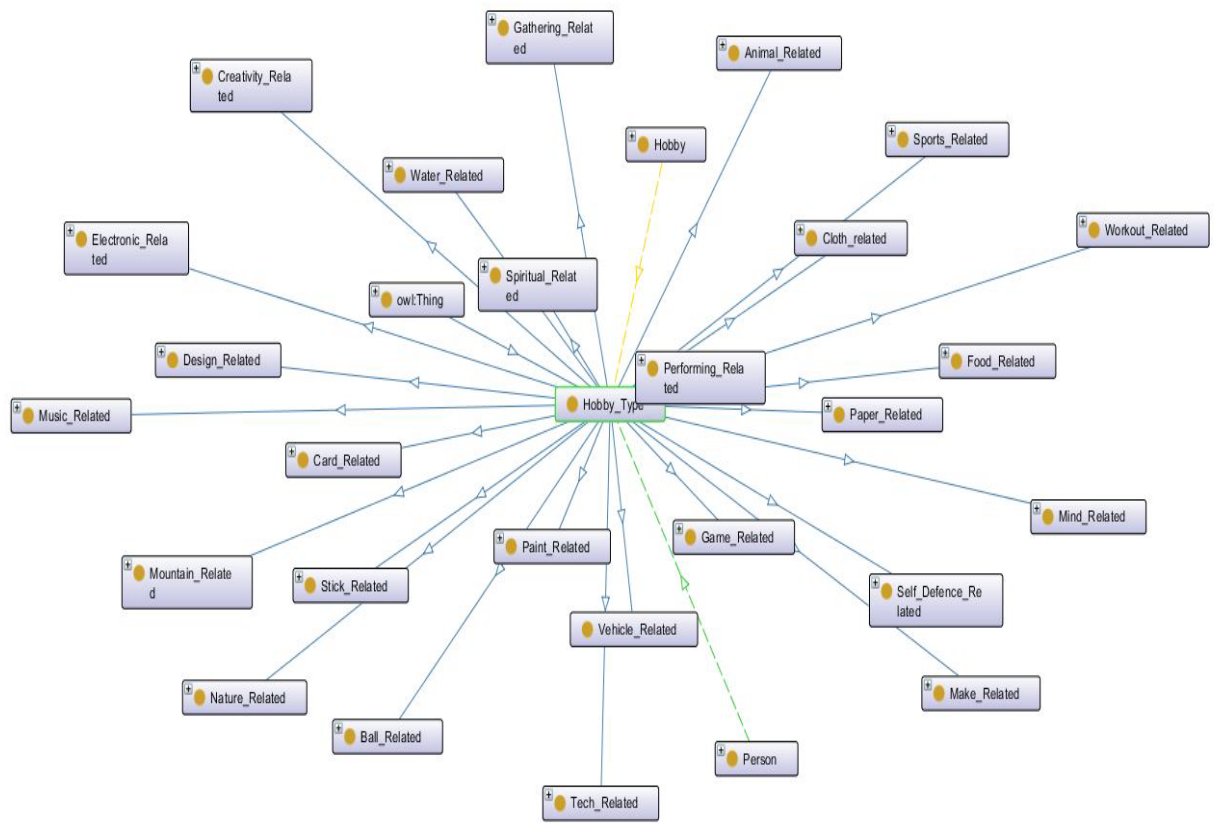 Gathering_Relat
ed
Animal_Related
Creativity_Rela
ted
Hobby
Sports_Related
Water_Related
Electronic_Rela
ted
Cloth_related
Workout_Related
Spiritual_Relat
ed
owl:Thing
Design_Related
Performing_Rela
ted
Food_Related
Hobby_Type
Music_Related
Paper_Related
Card_Related
Mind_Related
Paint_Related
Game_Related
Mountain_Relate
d
Stick_Related
Self_Defence_Re
lated
Vehicle_Related
Nature_Related
Make_Related
Ball_Related
Person
Tech_Related